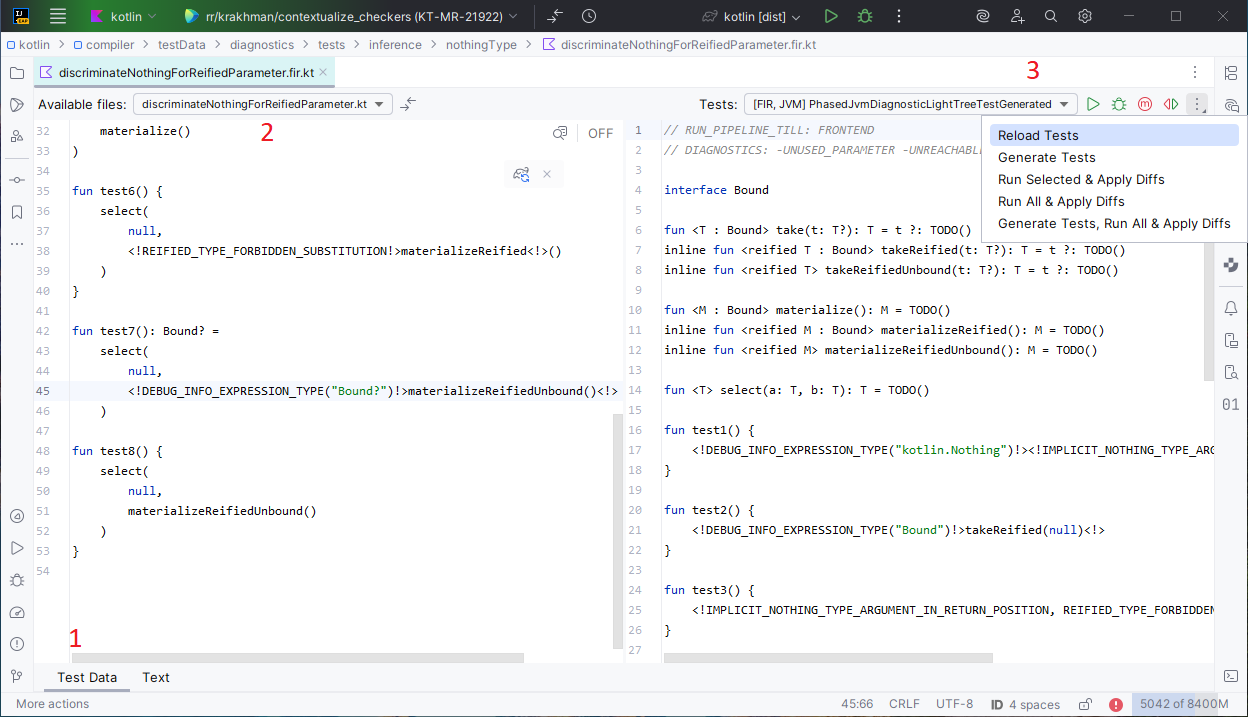 kotlin
rr/krakhman/contextualize_checkers (KT-MR-21922)
kotlin [dist]
kotlin > compiler > testData > diagnostics > tests > inference > nothingType > discriminateNothingForReifiedParameter.fir.kt
discriminateNothingForReifiedParameter.fir.kt
3
Available files: discriminateNothingForReifiedParameter.kt
Tests: [FIR, JVM] PhasedJvmDiagnosticLightTreeTestGenerated
2
OFF
32     materialize()
33 )
34
35 fun test6() {
36     select(
37         null,
38         <!REIFIED_TYPE_FORBIDDEN_SUBSTITUTION!>materializeReified<!>()
39     )
40 }
41
42 fun test7(): Bound? =
43     select(
44         null,
45         <!DEBUG_INFO_EXPRESSION_TYPE("Bound?")!>materializeReifiedUnbound()<!>
46     )
47
48 fun test8() {
49     select(
50         null,
51         materializeReifiedUnbound()
52     )
53 }
54
1
1 // RUN_PIPELINE_TILL: FRONTEND
2 // DIAGNOSTICS: -UNUSED_PARAMETER -UNREACHABLE
3
4 interface Bound
5
6 fun <T : Bound> take(t: T?): T = t ?: TODO()
7 inline fun <reified T : Bound> takeReified(t: T?): T = t ?: TODO()
8 inline fun <reified T> takeReifiedUnbound(t: T?): T = t ?: TODO()
9
10 fun <M : Bound> materialize(): M = TODO()
11 inline fun <reified M : Bound> materializeReified(): M = TODO()
12 inline fun <reified M> materializeReifiedUnbound(): M = TODO()
13
14 fun <T> select(a: T, b: T): T = TODO()
15
16 fun test1() {
17     <!DEBUG_INFO_EXPRESSION_TYPE("kotlin.Nothing")!><!IMPLICIT_NOTHING_TYPE_ARG
18 }
19
20 fun test2() {
21     <!DEBUG_INFO_EXPRESSION_TYPE("Bound")!>takeReified(null)<!>
22 }
23
24 fun test3() {
25     <!IMPLICIT_NOTHING_TYPE_ARGUMENT_IN_RETURN_POSITION, REIFIED_TYPE_FORBIDDEN
26 }
27
Reload Tests
Generate Tests
Run Selected & Apply Diffs
Run All & Apply Diffs
Generate Tests, Run All & Apply Diffs
01
Test Data Text
More actions
45:66 CRLF UTF-8 ID 4 spaces 5042 of 8400M